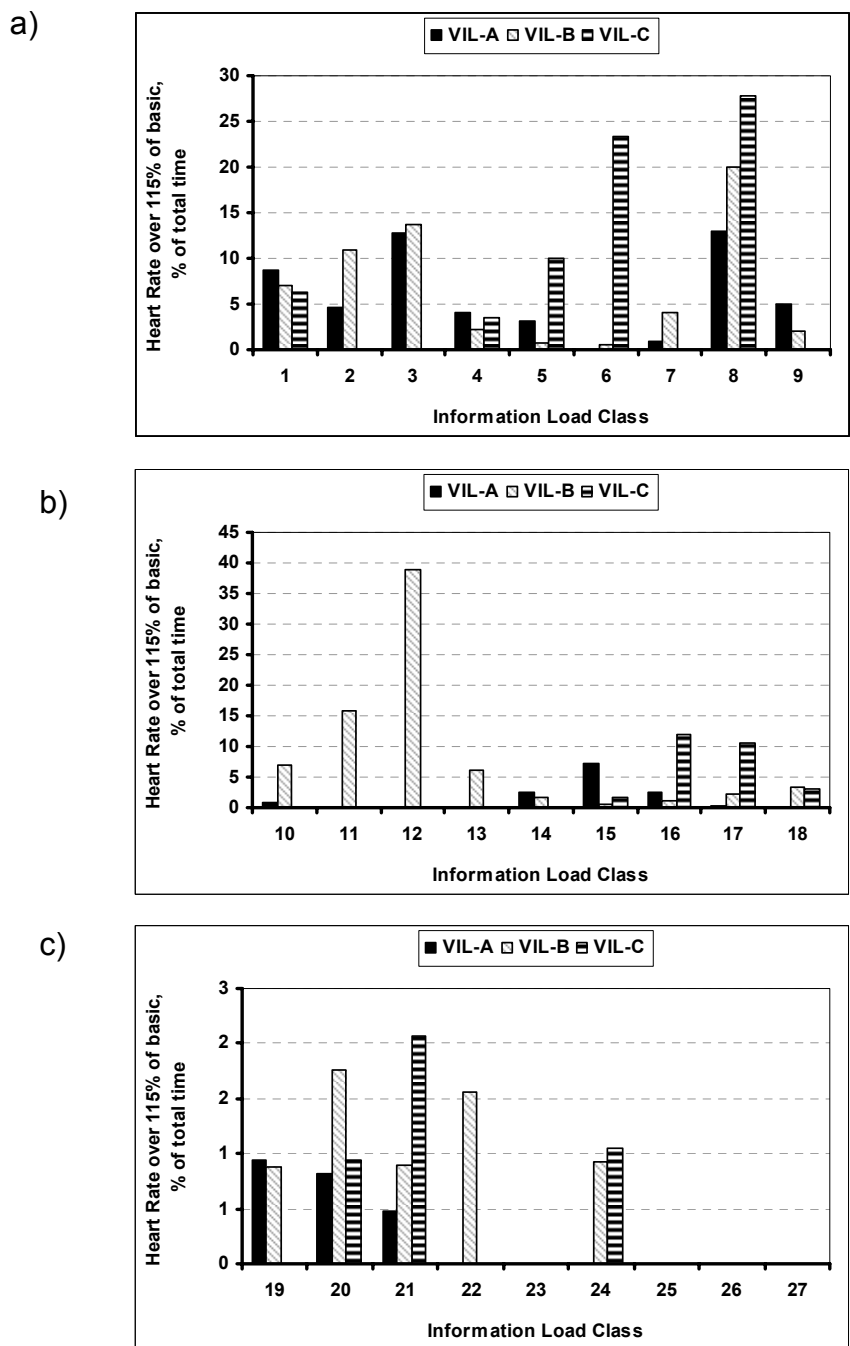 a)
VIL-A VIL-B VIL-C
Heart Rate over 115% of basic,
% of total time
30
25
20
15
10
5
0
1 2 3 4 5 6 7 8 9
Information Load Class
b)
VIL-A VIL-B VIL-C
Heart Rate over 115% of basic,
% of total time
45
40
35
30
25
20
15
10
5
0
10 11 12 13 14 15 16 17 18
Information Load Class
c)
VIL-A VIL-B VIL-C
Heart Rate over 115% of basic,
% of total time
3
2
2
1
1
0
19 20 21 22 23 24 25 26 27
Information Load Class